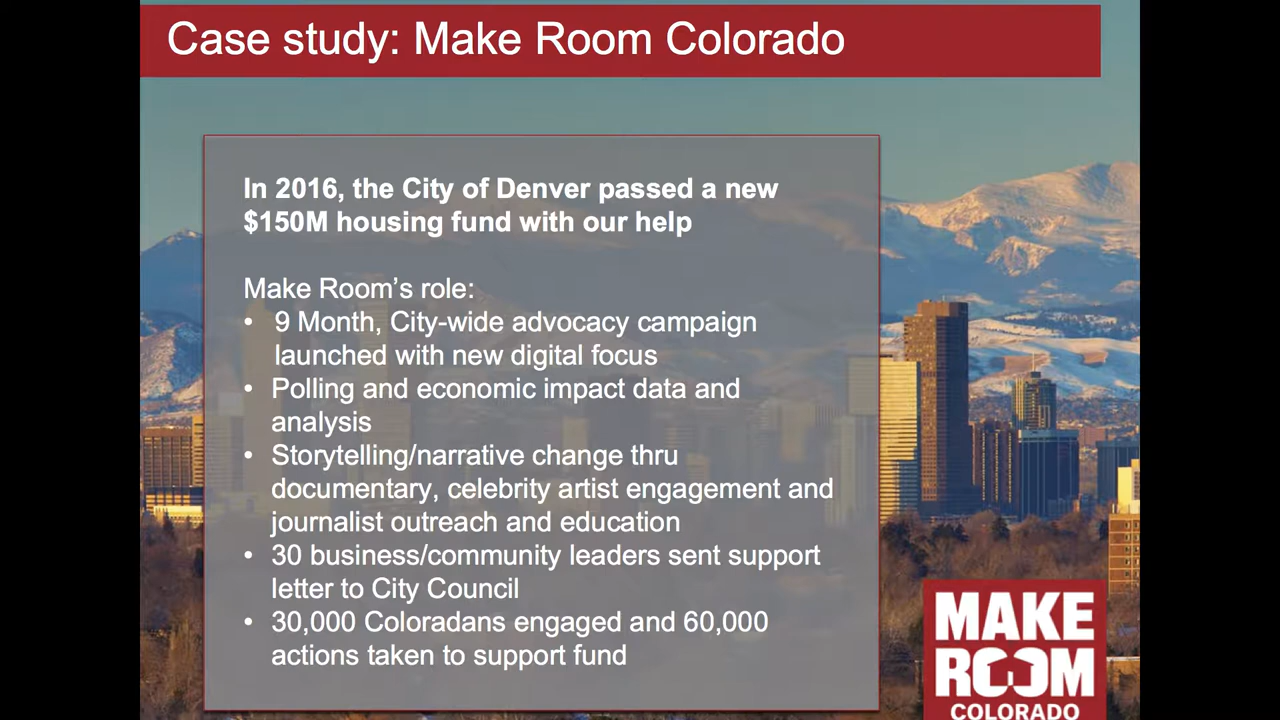 Case study: Make Room Colorado
In 2016, the City of Denver passed a new
$150M housing fund with our help
Make Room’s role:
• 9 Month, City-wide advocacy campaign
launched with new digital focus
• Polling and economic impact data and
analysis
• Storytelling/narrative change thru
documentary, celebrity artist engagement and
journalist outreach and education
• 30 business/community leaders sent support
letter to City Council
• 30,000 Coloradans engaged and 60,000
actions taken to support fund
MAKE
ROOM
COLORADO